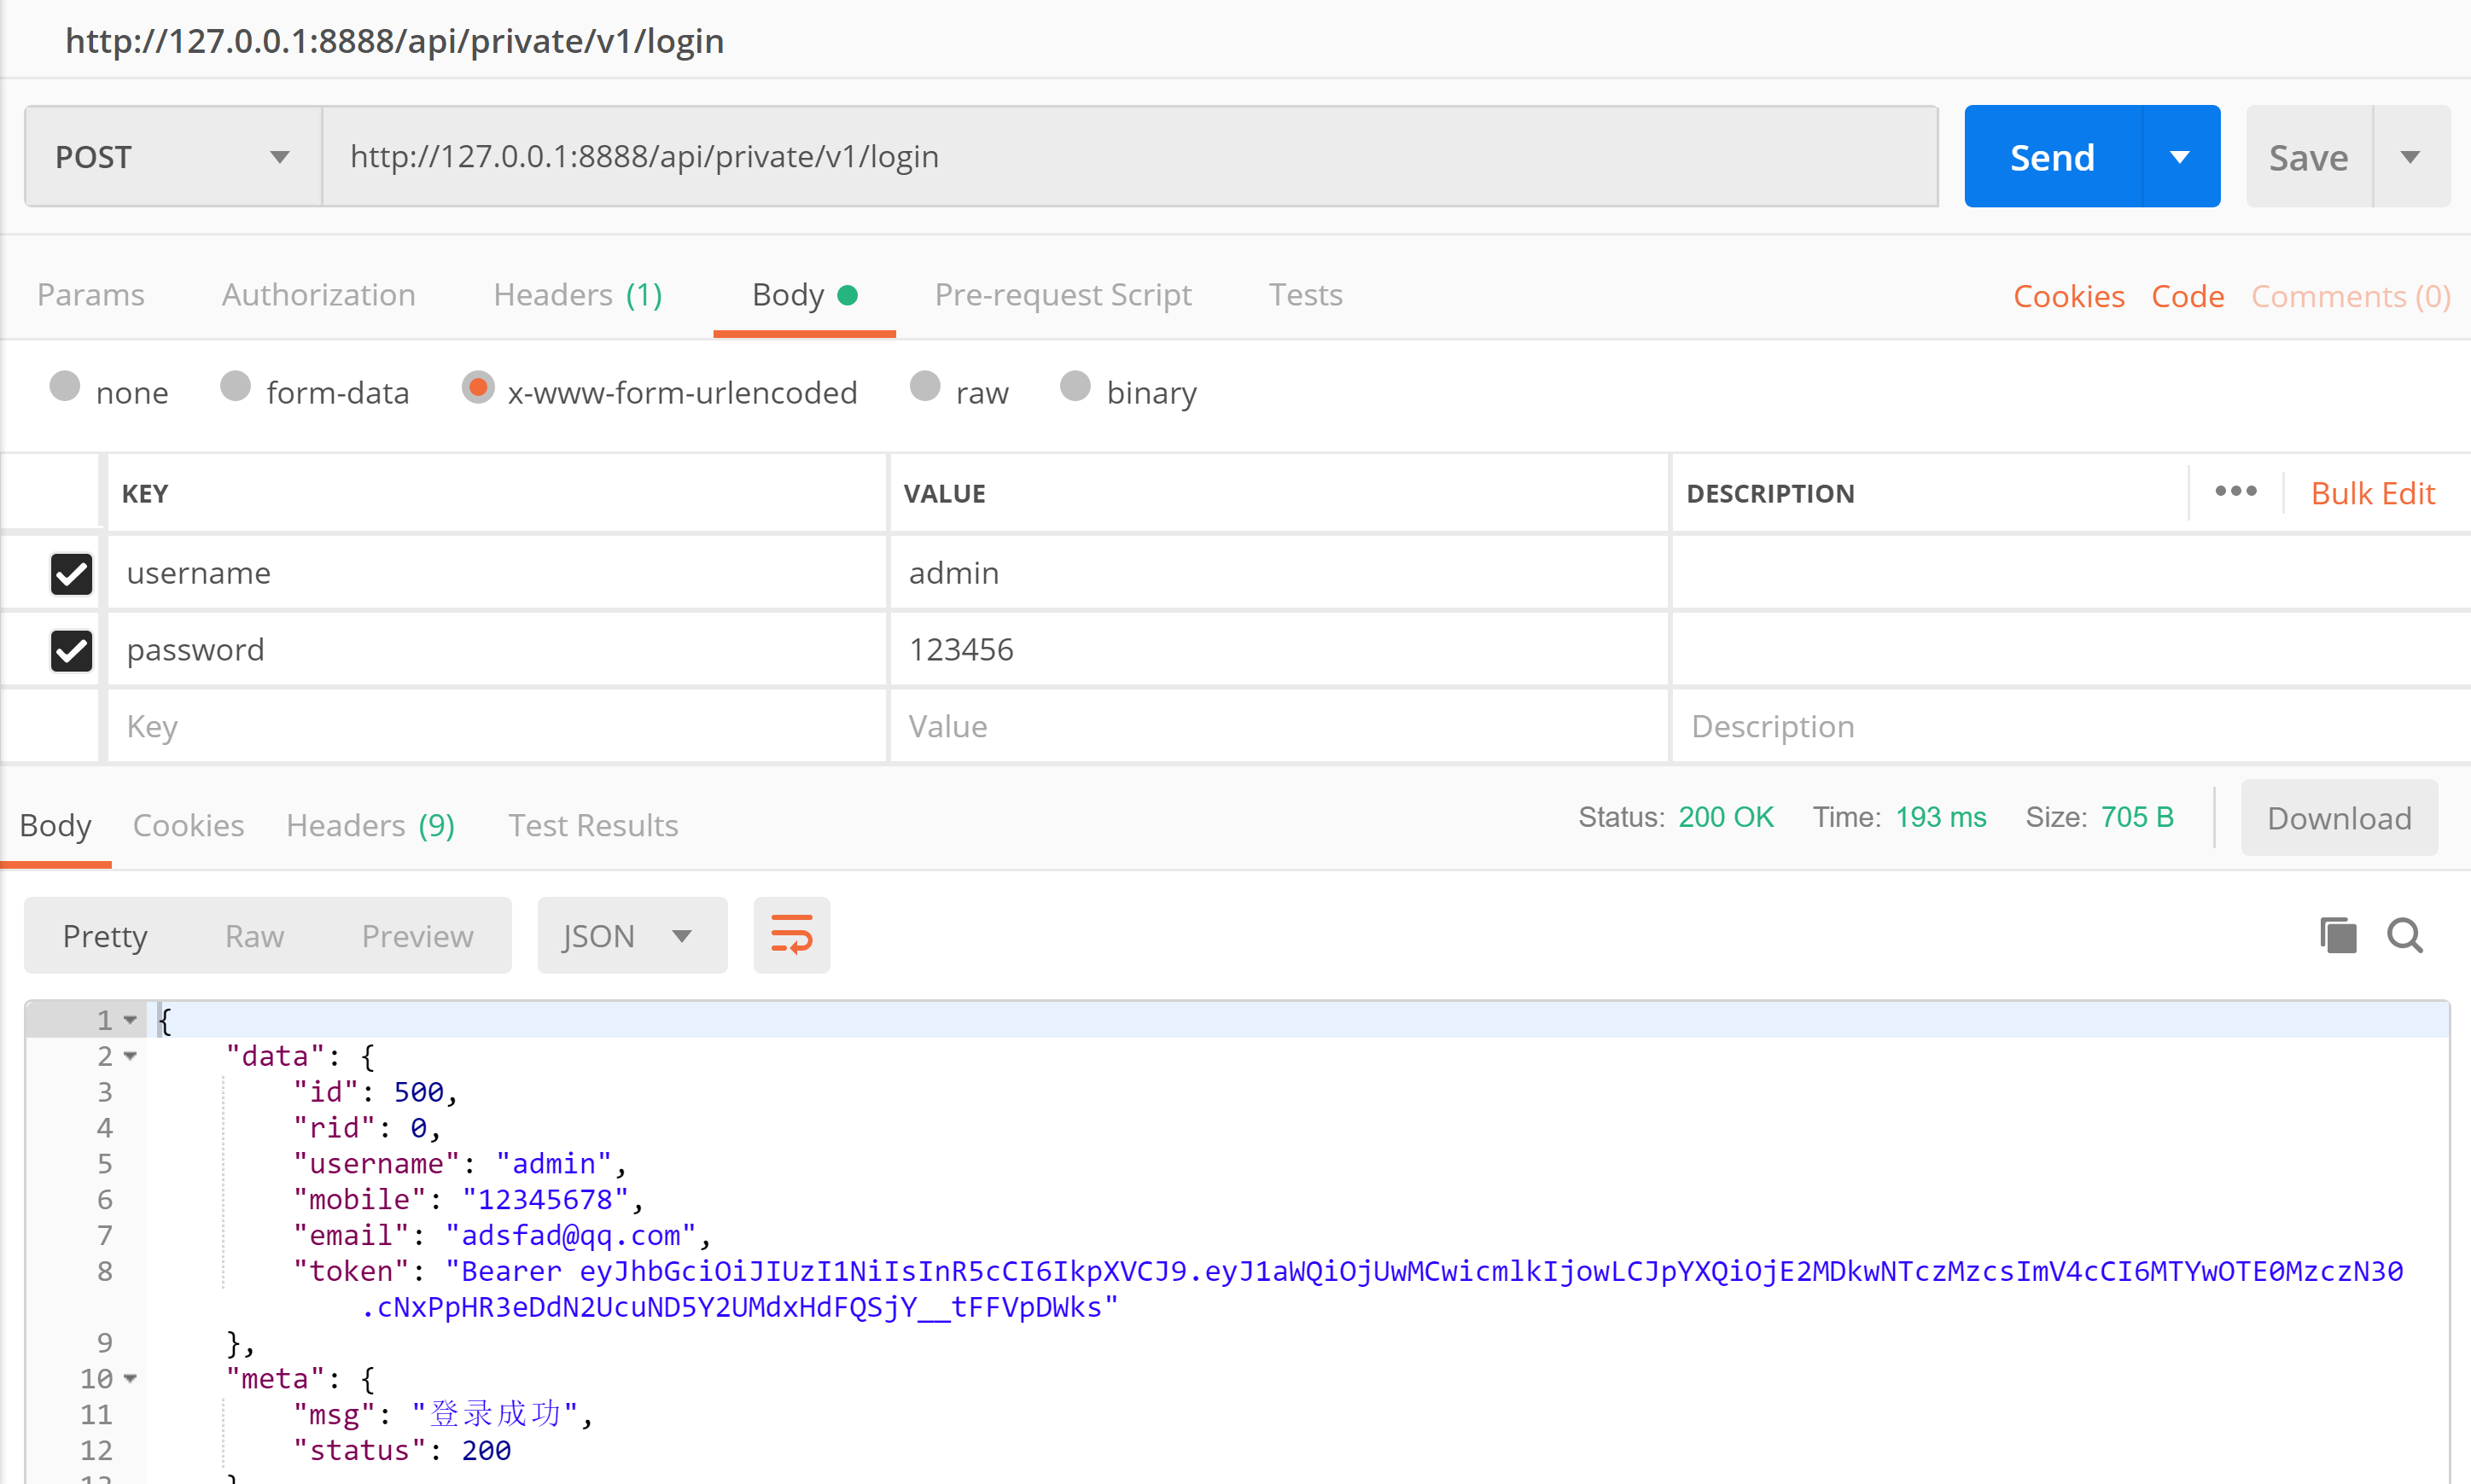 http://127.0.0.1:8888/api/private/v1/login
POST http://127.0.0.1:8888/api/private/v1/login Send Save
Params Authorization Headers (1) Body Pre-request Script Tests Cookies Code Comments (0)
none form-data x-www-form-urlencoded raw binary
KEY VALUE DESCRIPTION ••• Bulk Edit
username admin
password 123456
Key Value Description
Body Cookies Headers (9) Test Results Status: 200 OK Time: 193 ms Size: 705 B Download
Pretty Raw Preview JSON
1 {
2 "data": {
3 "id": 500,
4 "rid": 0,
5 "username": "admin",
6 "mobile": "12345678",
7 "email": "adsfad@qq.com",
8 "token": "Bearer eyJhbGciOiJIUzI1NiIsInR5cCI6IkpXVCJ9.eyJ1aWQiOjUwMCwicmlkIjowLCJpYXQiOjE2MDkwNTczMzcsImV4cCI6MTYwOTE0MzczN30
.cNxPpHR3eDdN2UcuND5Y2UMdxHdFQSjY__tFFVpDWks"
9 },
10 "meta": {
11 "msg": "登录成功",
12 "status": 200
13 }